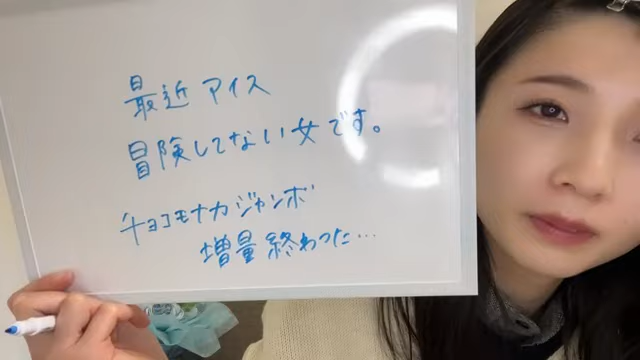 最近アイス
冒険してない女です。
チョコモナカジャンボ
増量終わった…